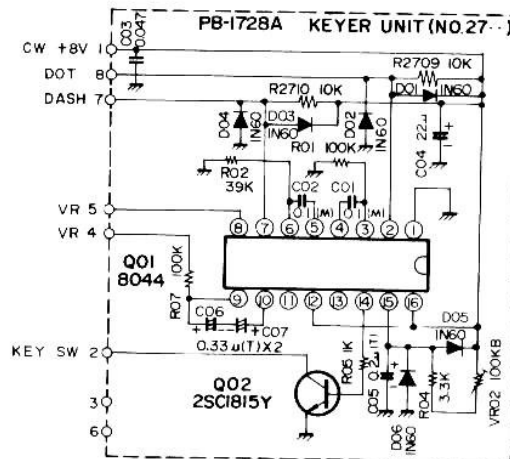 PB-1728A KEYER UNIT (NO.27··)
C03
0.047
CW +8V 1
DOT 8
DASH 7
R2709 10K
D01 1N60
R2710 10K
D04
1N60
D03
1N60
D02
1N60
R01
100K
C04 22µ
R02
39K
C02
0.1 (M)
C01
0.1 (M)
VR 5
VR 4
8 7 6 5 4 3 2 1
Q01
8044
R07 100K
9 10 11 12 13 14 15 16
C06
C07
0.33µ(T)X2
D05
1N60
KEY SW 2
Q02
2SC1815Y
R05 1K
D06
1N60
R04
3.3K
VR02 100KB
3
6